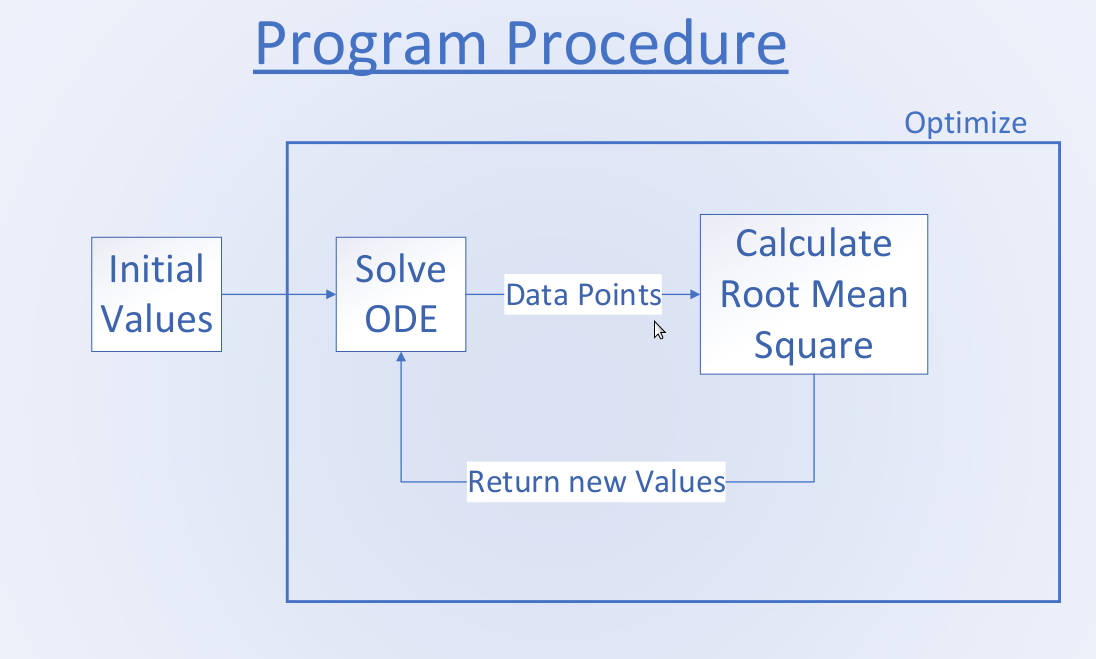 Program Procedure
Optimize
Initial
Values
Solve
ODE
Data Points
Calculate
Root Mean
Square
Return new Values